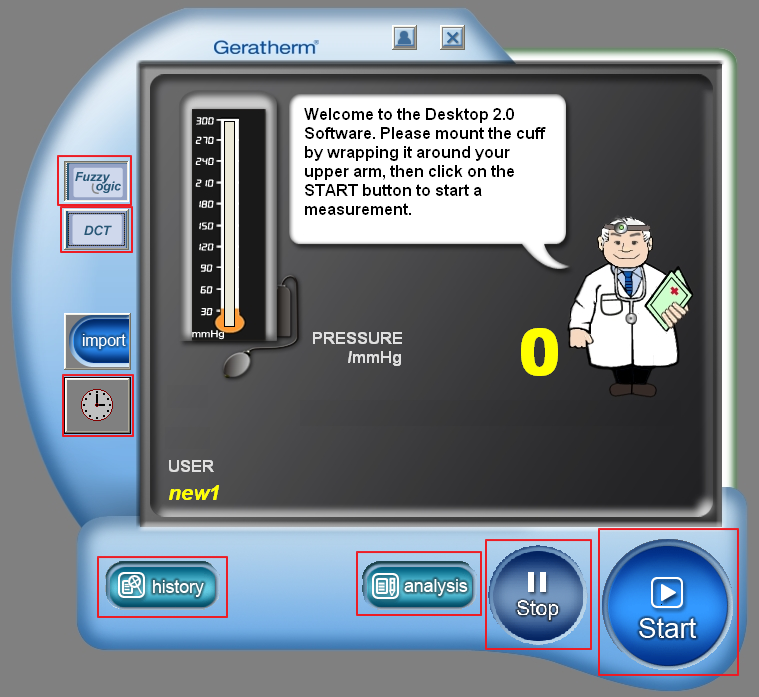 Geratherm®
Welcome to the Desktop 2.0
Software. Please mount the cuff
by wrapping it around your
upper arm, then click on the
START button to start a
measurement.
300
270
240
210
180
150
120
90
60
30
mmHg
Fuzzy
Logic
DCT
import
PRESSURE
/mmHg
0
USER
new1
history
analysis
Stop
Start